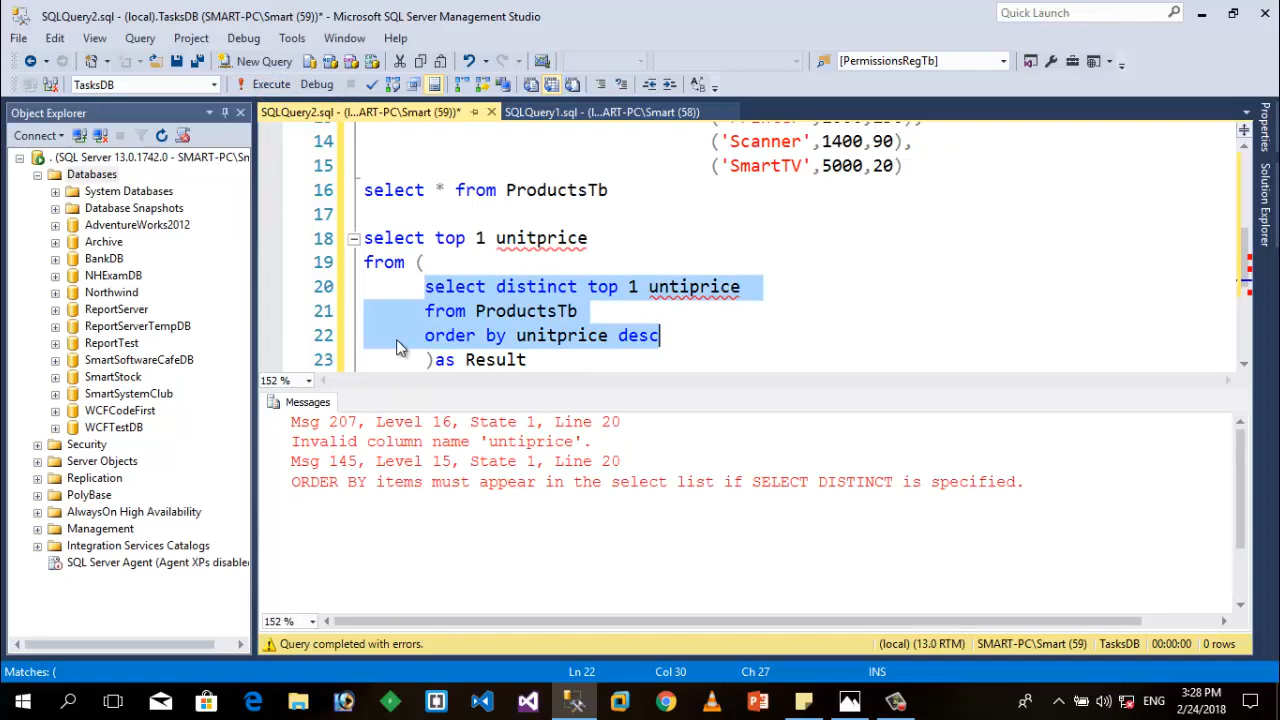 SQLQuery2.sql - (local).TasksDB (SMART-PC\Smart (59))* - Microsoft SQL Server Management Studio
Quick Launch
File Edit View Query Project Debug Tools Window Help
New Query
[PermissionsRegTb]
TasksDB
! Execute Debug
Object Explorer
SQLQuery2.sql - (l...ART-PC\Smart (59))*
SQLQuery1.sql - (l...ART-PC\Smart (58))
Connect
. (SQL Server 13.0.1742.0 - SMART-PC\Sn
Databases
System Databases
Database Snapshots
AdventureWorks2012
Archive
BankDB
NHExamDB
Northwind
ReportServer
ReportServerTempDB
ReportTest
SmartSoftwareCafeDB
SmartStock
SmartSystemClub
WCFCodeFirst
WCFTestDB
Security
Server Objects
Replication
PolyBase
AlwaysOn High Availability
Management
Integration Services Catalogs
SQL Server Agent (Agent XPs disable
14 ('Scanner',1400,90),
15 ('SmartTV',5000,20)
16 select * from ProductsTb
17
18 select top 1 unitprice
19 from (
20 select distinct top 1 untiprice
21 from ProductsTb
22 order by unitprice desc
23 )as Result
152 %
Messages
Msg 207, Level 16, State 1, Line 20
Invalid column name 'untiprice'.
Msg 145, Level 15, State 1, Line 20
ORDER BY items must appear in the select list if SELECT DISTINCT is specified.
152 %
Query completed with errors.
(local) (13.0 RTM) SMART-PC\Smart (59) TasksDB 00:00:00 0 rows
Matches: (
Ln 22 Col 30 Ch 27 INS
Properties
Solution Explorer
ENG
3:28 PM
2/24/2018